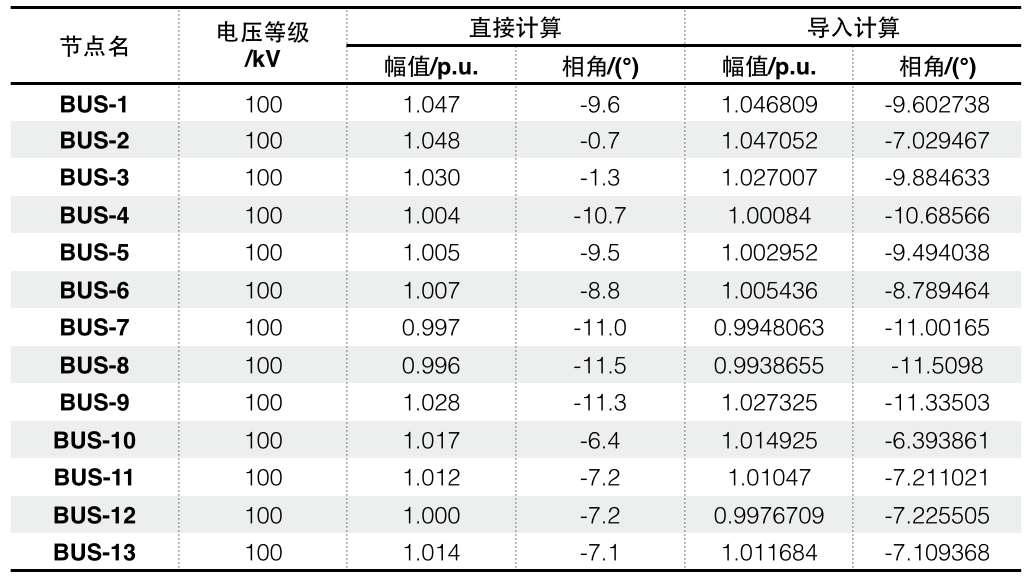 节点名 电压等级/kV 直接计算 导入计算
幅值/p.u. 相角/(°) 幅值/p.u. 相角/(°)
BUS-1 100 1.047 -9.6 1.046809 -9.602738
BUS-2 100 1.048 -0.7 1.047052 -7.029467
BUS-3 100 1.030 -1.3 1.027007 -9.884633
BUS-4 100 1.004 -10.7 1.00084 -10.68566
BUS-5 100 1.005 -9.5 1.002952 -9.494038
BUS-6 100 1.007 -8.8 1.005436 -8.789464
BUS-7 100 0.997 -11.0 0.9948063 -11.00165
BUS-8 100 0.996 -11.5 0.9938655 -11.5098
BUS-9 100 1.028 -11.3 1.027325 -11.33503
BUS-10 100 1.017 -6.4 1.014925 -6.393861
BUS-11 100 1.012 -7.2 1.01047 -7.211021
BUS-12 100 1.000 -7.2 0.9976709 -7.225505
BUS-13 100 1.014 -7.1 1.011684 -7.109368